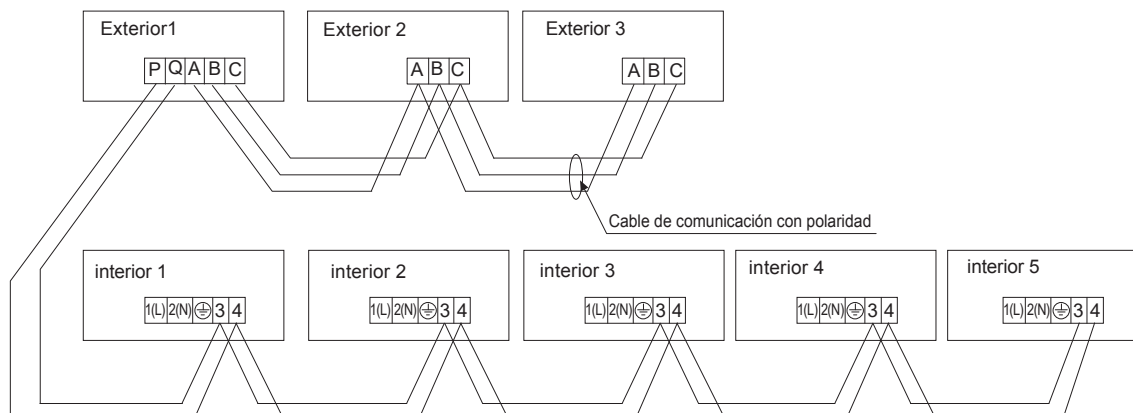 Exterior1 Exterior 2 Exterior 3
P Q A B C A B C A B C
Cable de comunicación con polaridad
interior 1 interior 2 interior 3 interior 4 interior 5
1(L) 2(N) ⏚ 3 4 1(L) 2(N) ⏚ 3 4 1(L) 2(N) ⏚ 3 4 1(L) 2(N) ⏚ 3 4 1(L) 2(N) ⏚ 3 4